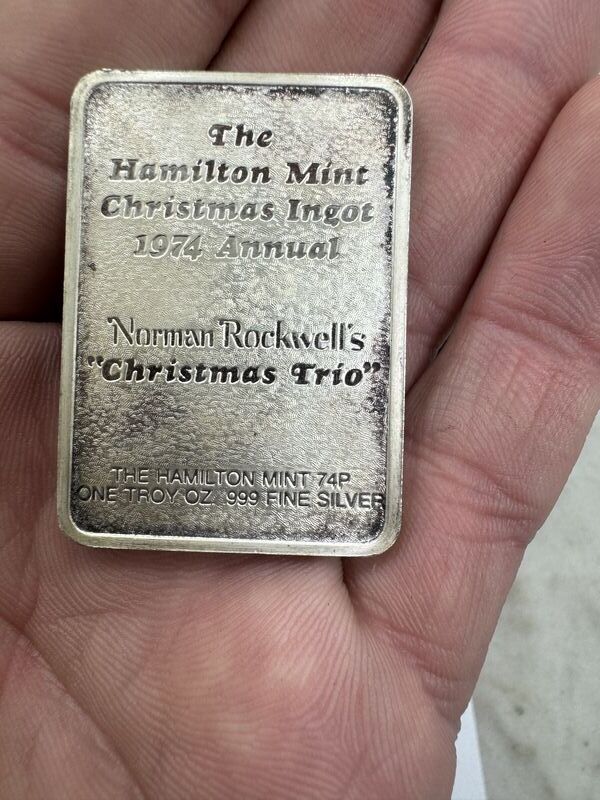 The
Hamilton Mint
Christmas Ingot
1974 Annual
Norman Rockwell's
"Christmas Trio"
THE HAMILTON MINT 74P
ONE TROY OZ. 999 FINE SILVER